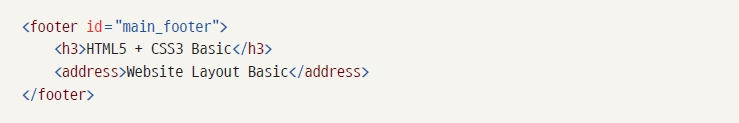 <footer id="main_footer">
    <h3>HTML5 + CSS3 Basic</h3>
    <address>Website Layout Basic</address>
</footer>